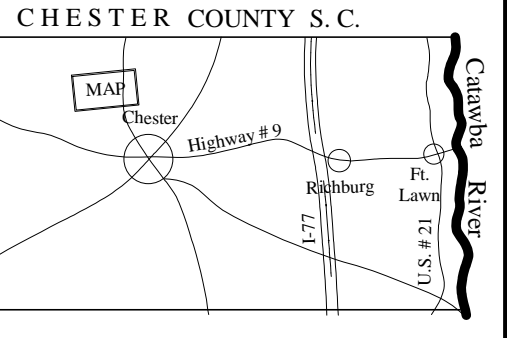 CHESTER COUNTY S. C.
MAP
Chester
Highway # 9
Richburg
Ft.
Lawn
I-77
U.S. # 21
Catawba River